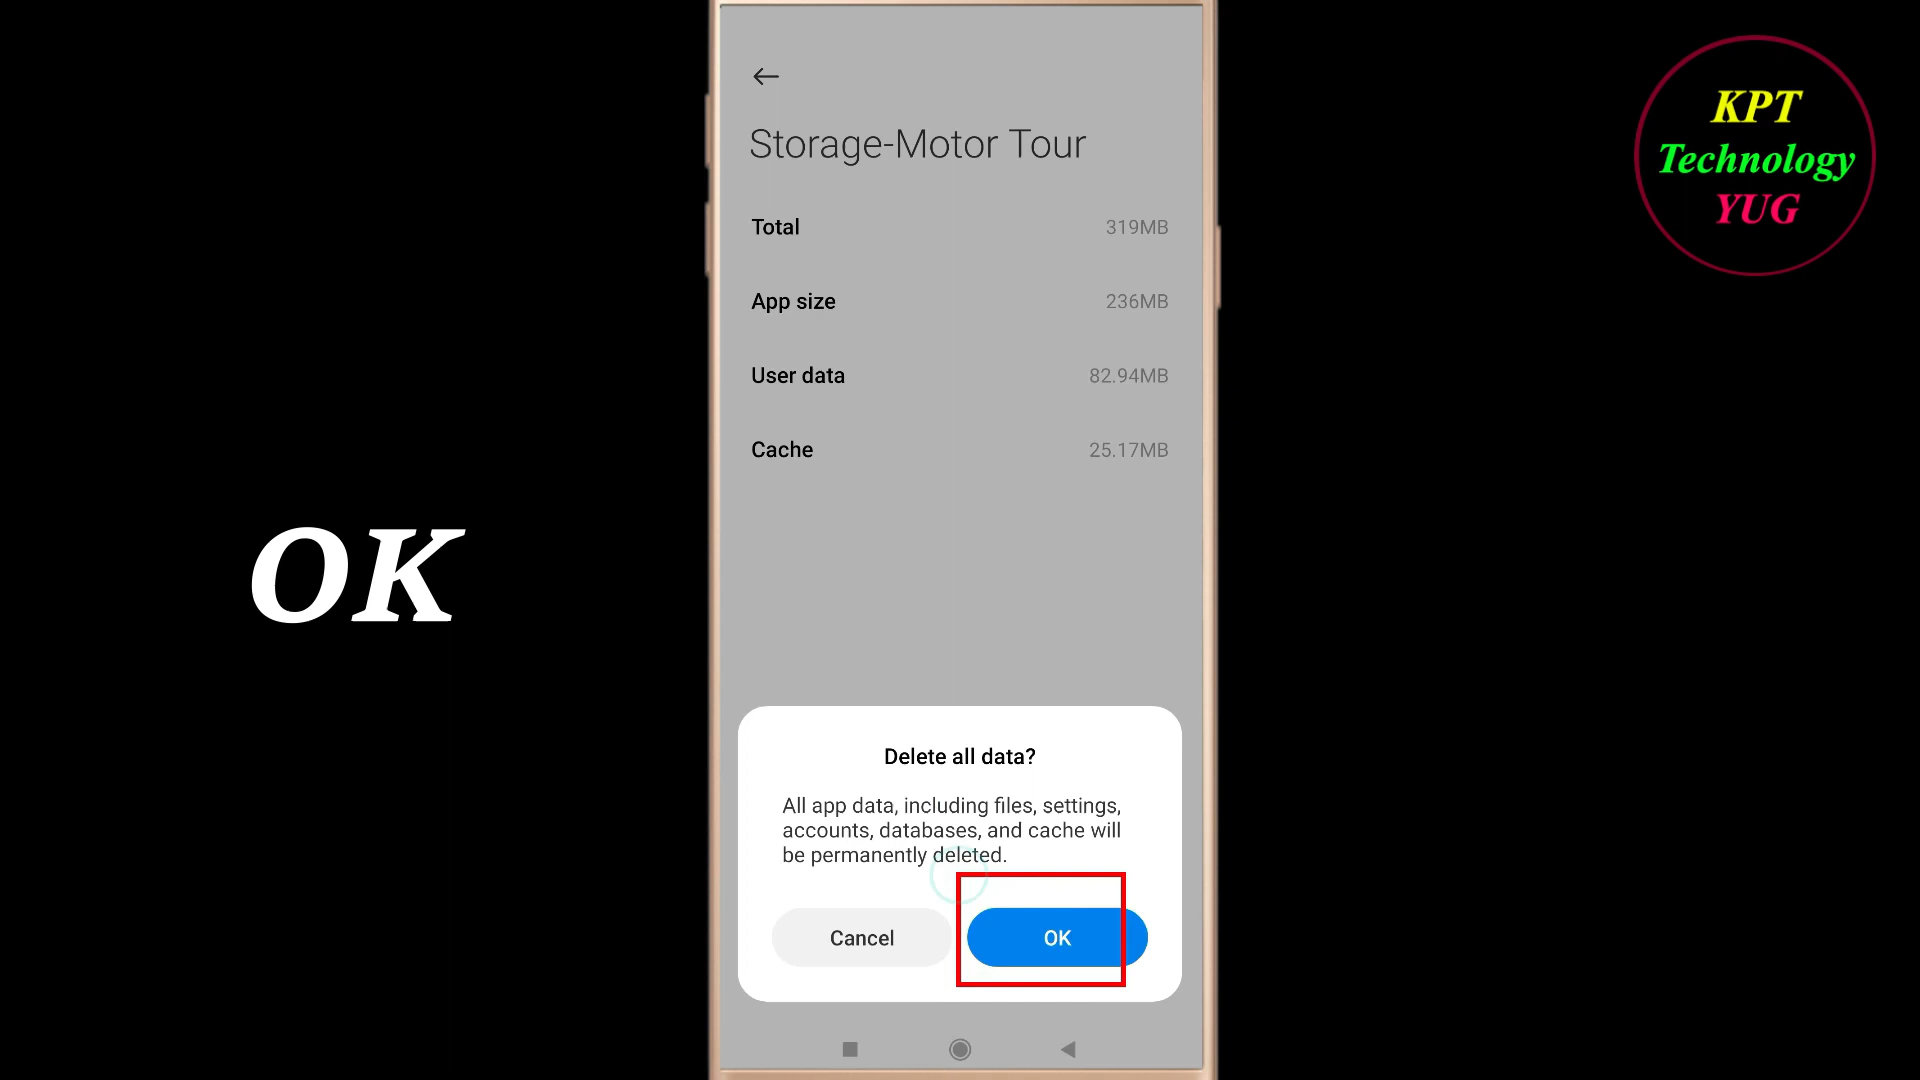 KPT
Technology
YUG
Storage-Motor Tour
Total 319MB
App size 236MB
User data 82.94MB
Cache 25.17MB
OK
Delete all data?
All app data, including files, settings,
accounts, databases, and cache will
be permanently deleted.
Cancel OK